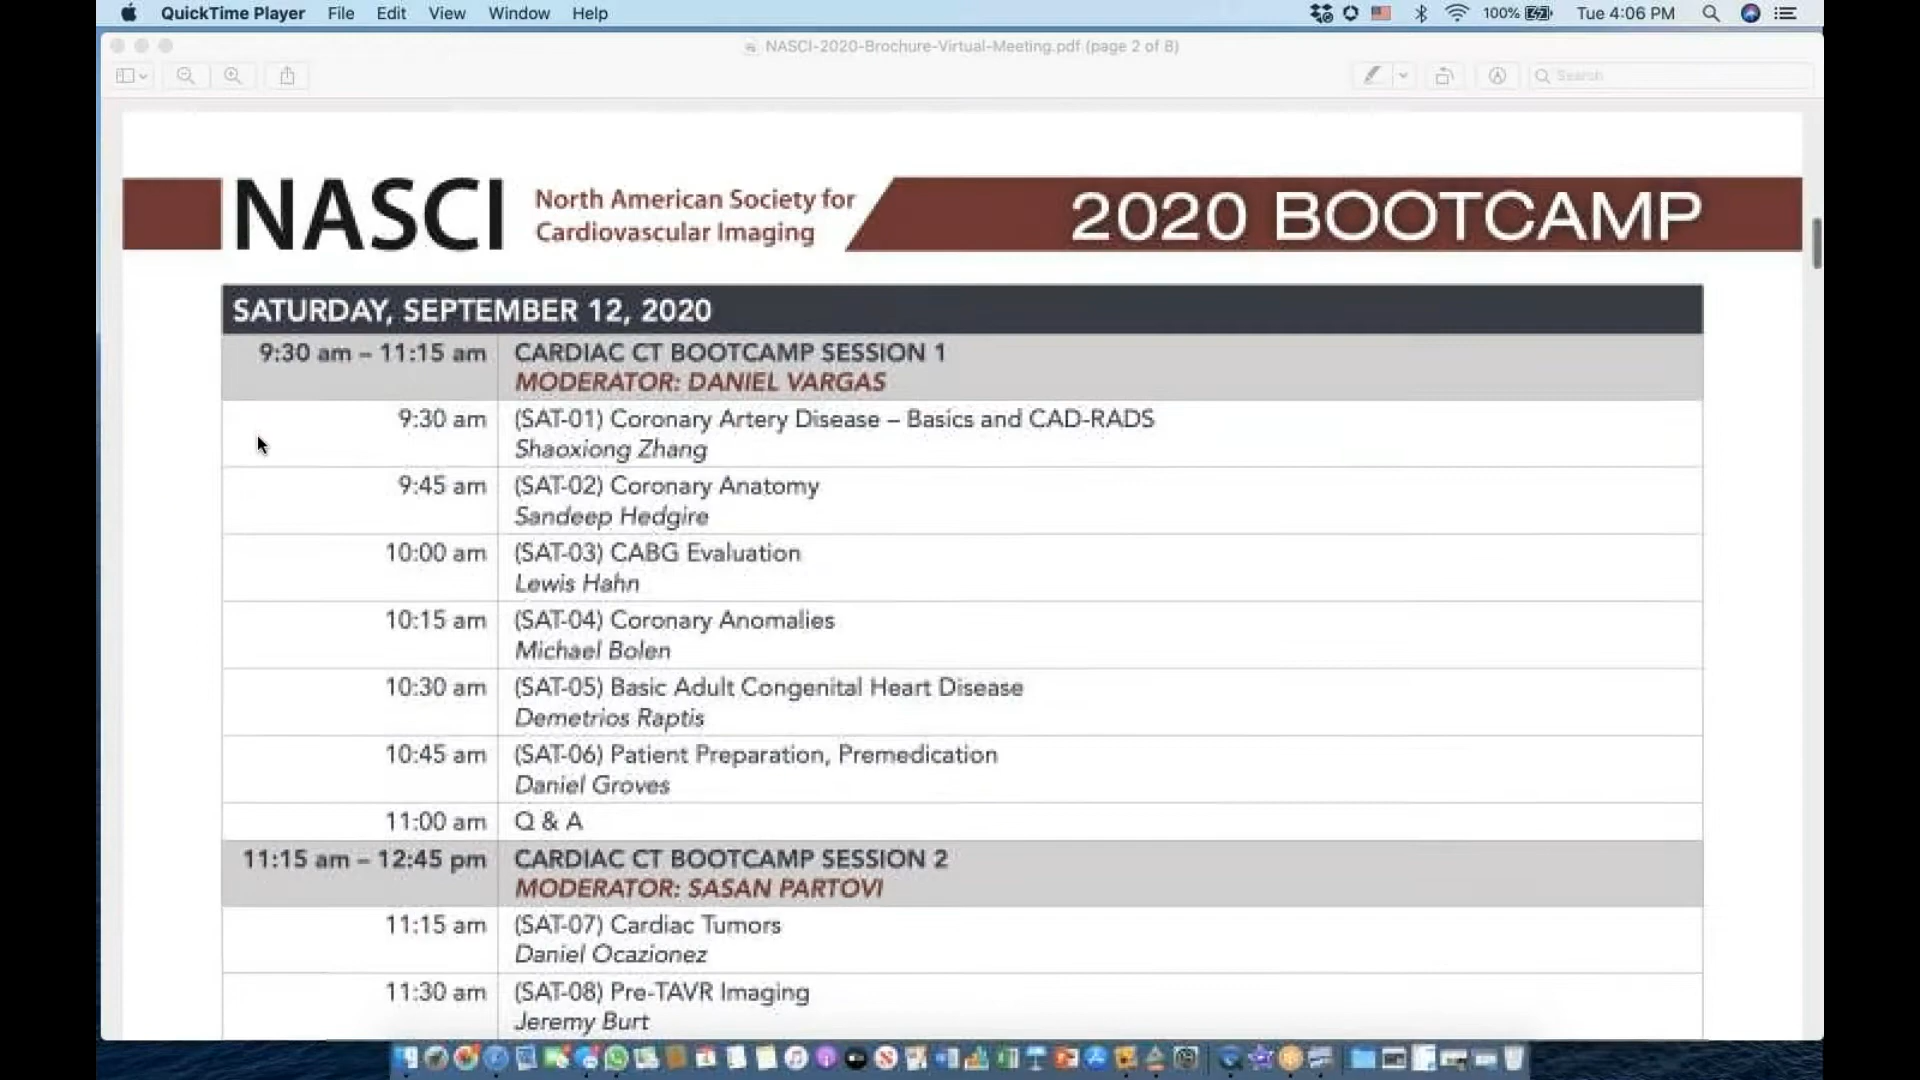 QuickTime Player File Edit View Window Help 100% Tue 4:06 PM
NASCI-2020-Brochure-Virtual-Meeting.pdf (page 2 of 8)
Search
NASCI North American Society for
Cardiovascular Imaging
2020 BOOTCAMP
SATURDAY, SEPTEMBER 12, 2020
9:30 am – 11:15 am CARDIAC CT BOOTCAMP SESSION 1
MODERATOR: DANIEL VARGAS
9:30 am (SAT-01) Coronary Artery Disease – Basics and CAD-RADS
Shaoxiong Zhang
9:45 am (SAT-02) Coronary Anatomy
Sandeep Hedgire
10:00 am (SAT-03) CABG Evaluation
Lewis Hahn
10:15 am (SAT-04) Coronary Anomalies
Michael Bolen
10:30 am (SAT-05) Basic Adult Congenital Heart Disease
Demetrios Raptis
10:45 am (SAT-06) Patient Preparation, Premedication
Daniel Groves
11:00 am Q & A
11:15 am – 12:45 pm CARDIAC CT BOOTCAMP SESSION 2
MODERATOR: SASAN PARTOVI
11:15 am (SAT-07) Cardiac Tumors
Daniel Ocazionez
11:30 am (SAT-08) Pre-TAVR Imaging
Jeremy Burt